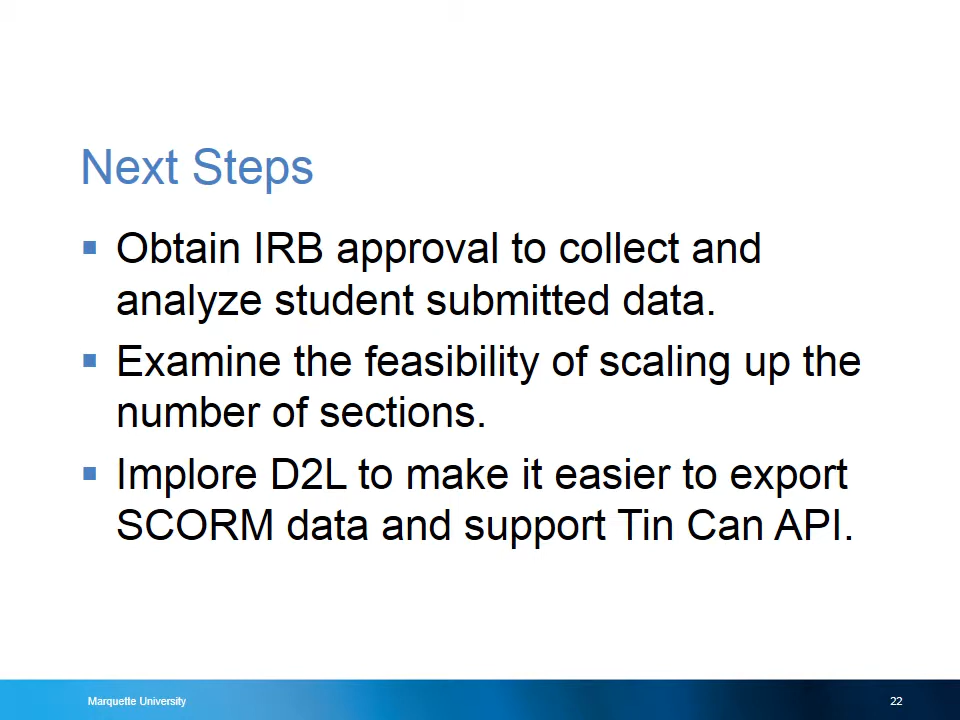 Next Steps
▪ Obtain IRB approval to collect and
analyze student submitted data.
▪ Examine the feasibility of scaling up the
number of sections.
▪ Implore D2L to make it easier to export
SCORM data and support Tin Can API.
Marquette University
22